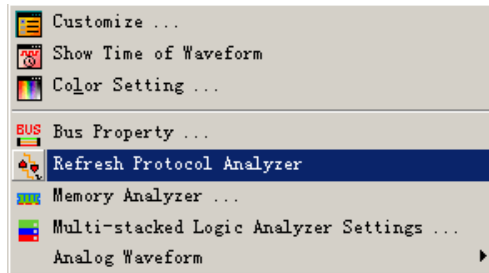 Customize ...
Show Time of Waveform
Color Setting ...
BUS Bus Property ...
Refresh Protocol Analyzer
Memory Analyzer ...
Multi-stacked Logic Analyzer Settings ...
Analog Waveform